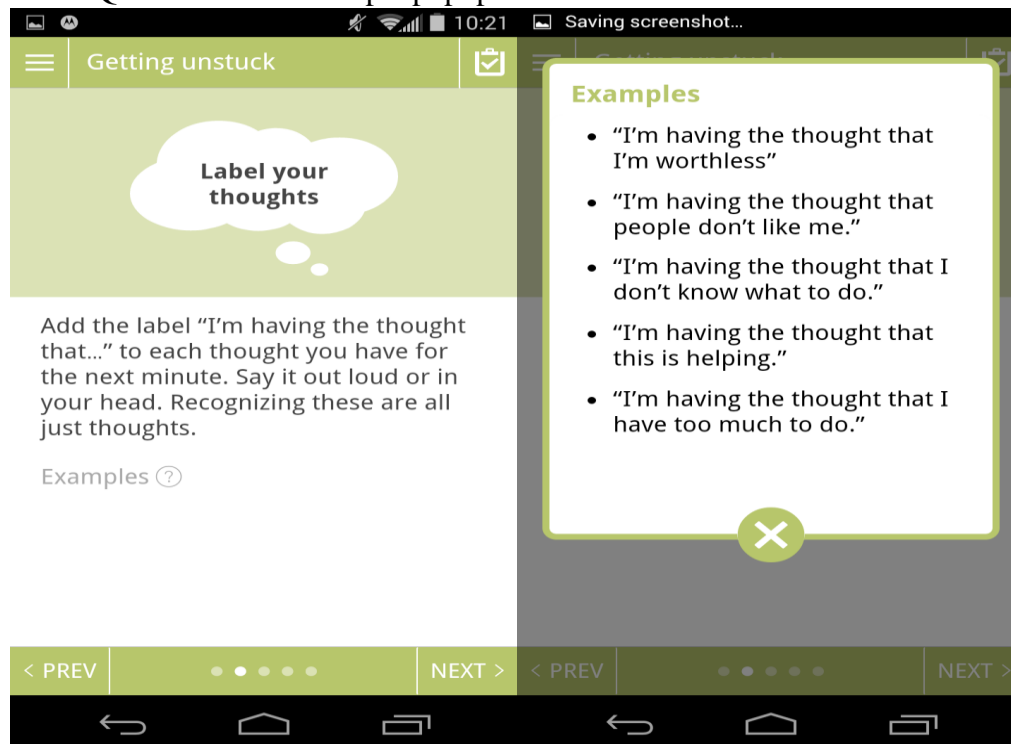 10:21
Getting unstuck
Label your
thoughts
Add the label “I’m having the thought
that...” to each thought you have for
the next minute. Say it out loud or in
your head. Recognizing these are all
just thoughts.
Examples ?
< PREV
NEXT >
Saving screenshot...
Examples
• “I’m having the thought that
I’m worthless”
• “I’m having the thought that
people don’t like me.”
• “I’m having the thought that I
don’t know what to do.”
• “I’m having the thought that
this is helping.”
• “I’m having the thought that I
have too much to do.”
< PREV
NEXT >